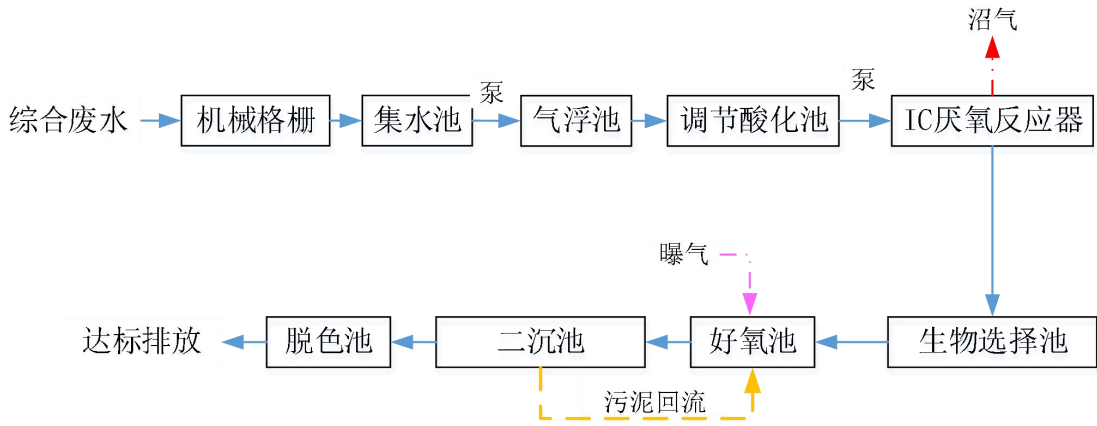 沼气
泵
泵
综合废水
机械格栅
集水池
气浮池
调节酸化池
IC厌氧反应器
曝气
达标排放
脱色池
二沉池
好氧池
生物选择池
污泥回流